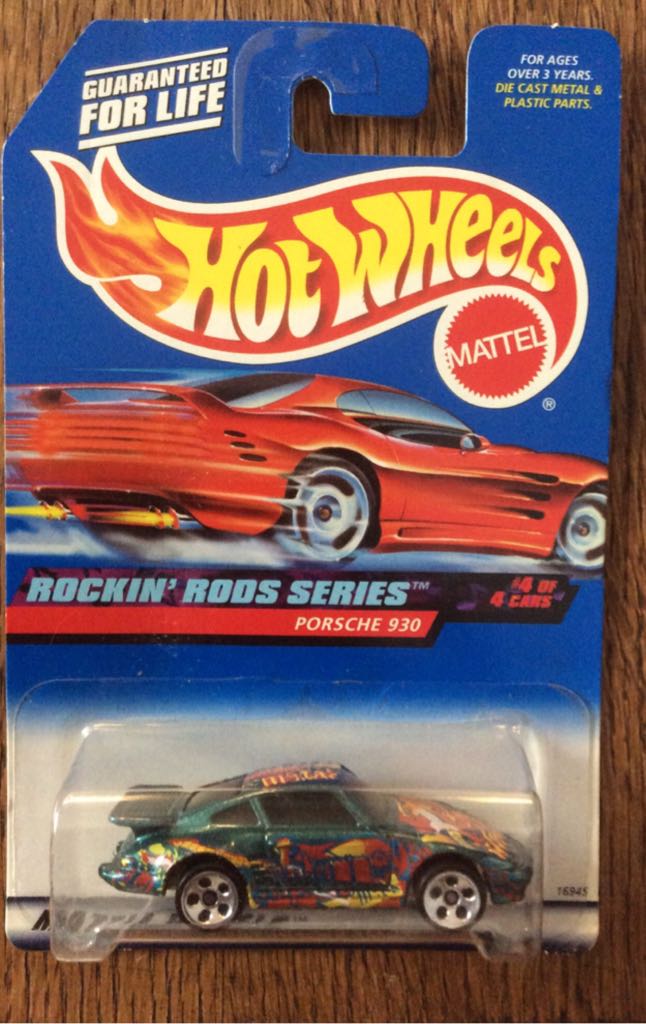 GUARANTEED
FOR LIFE
FOR AGES
OVER 3 YEARS.
DIE CAST METAL &
PLASTIC PARTS.
HOT WHEELS
MATTEL
®
ROCKIN' RODS SERIES™
#4 OF
4 CARS
PORSCHE 930
16945